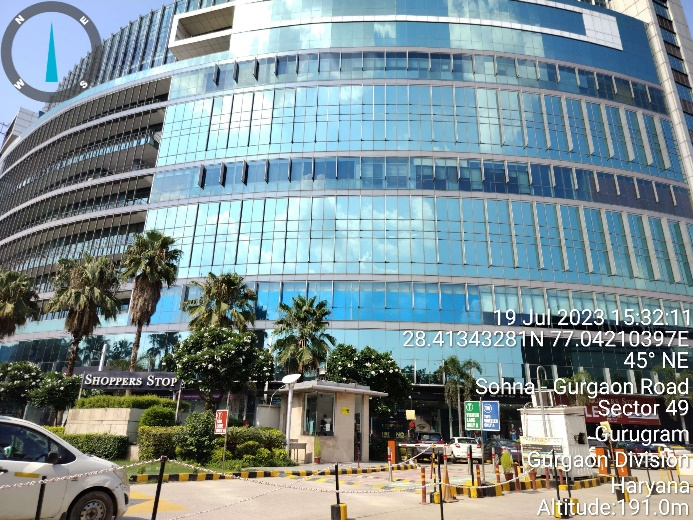 N
E
S
W
SHOPPERS STOP
19 Jul 2023 15:32:11
28.41343281N 77.04210397E
45° NE
Sohna - Gurgaon Road
Sector 49
Gurugram
Gurgaon Division
Haryana
Altitude:191.0m